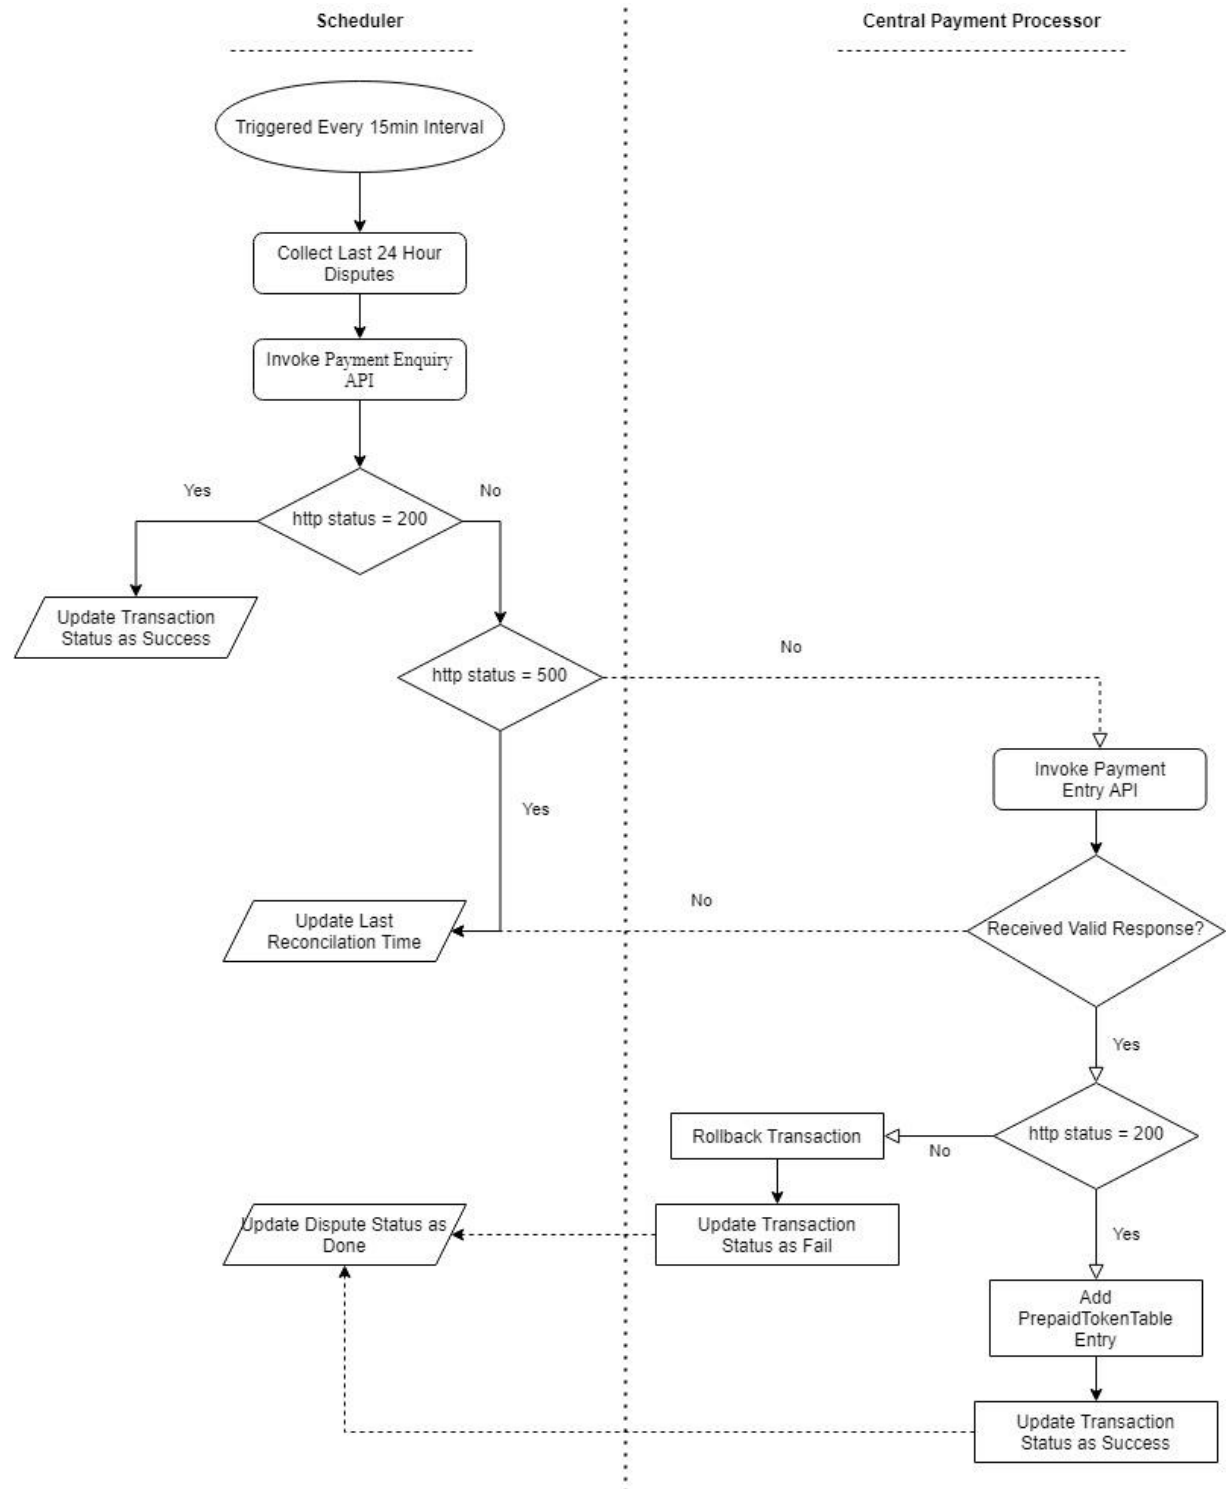 Scheduler
Central Payment Processor
Triggered Every 15min Interval
Collect Last 24 Hour
Disputes
Invoke Payment Enquiry
API
Yes
No
http status = 200
Update Transaction
Status as Success
http status = 500
No
Invoke Payment
Entry API
Yes
No
Update Last
Reconcilation Time
Received Valid Response?
Yes
Rollback Transaction
No
http status = 200
Update Dispute Status as
Done
Update Transaction
Status as Fail
Yes
Add
PrepaidTokenTable
Entry
Update Transaction
Status as Success